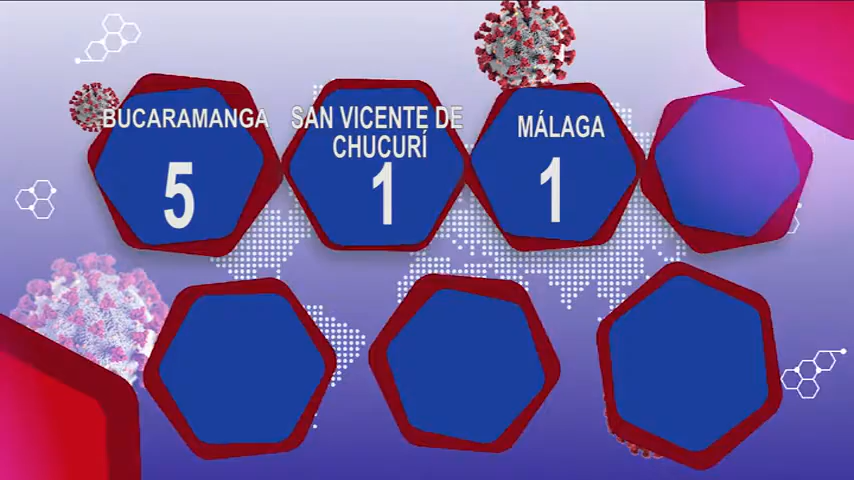 BUCARAMANGA
5
SAN VICENTE DE
CHUCURÍ
1
MÁLAGA
1